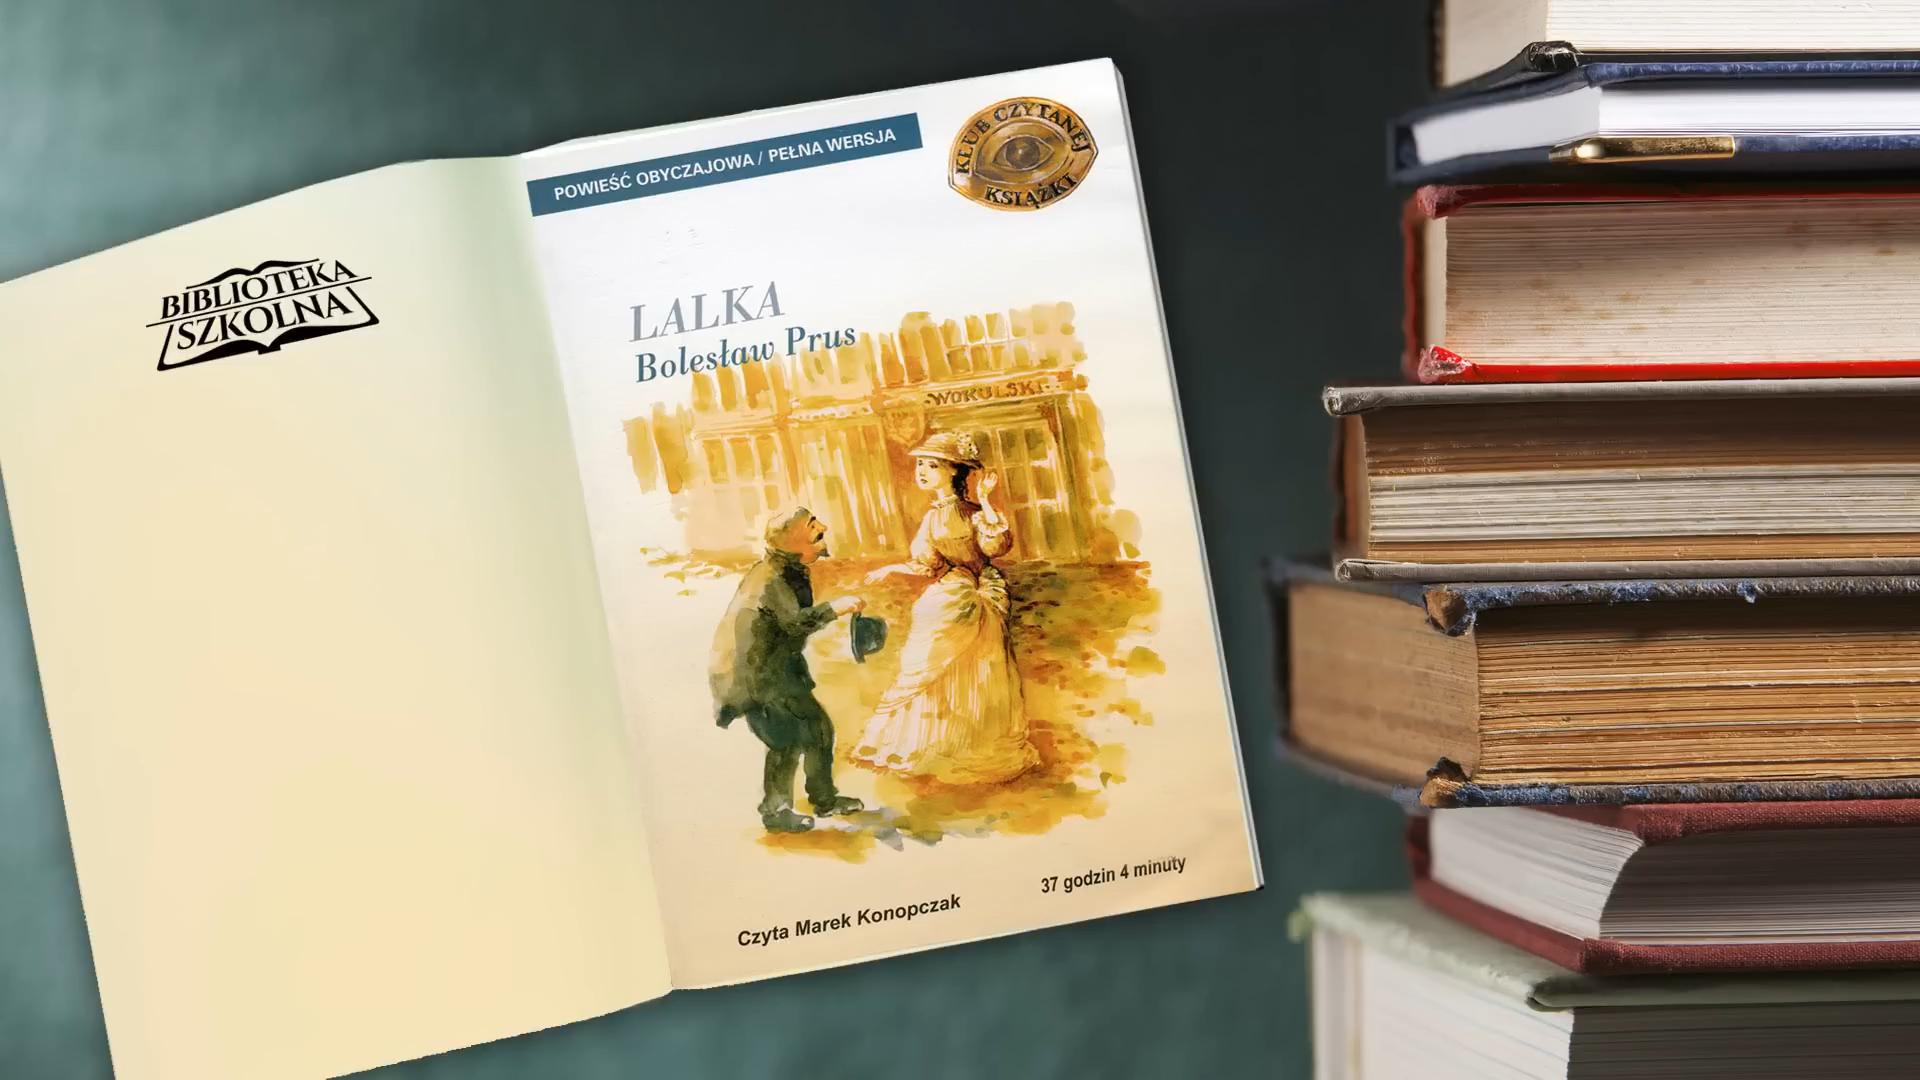 BIBLIOTEKA
SZKOLNA
POWIEŚĆ OBYCZAJOWA / PEŁNA WERSJA
KLUB CZYTANEJ
KSIĄŻKI
LALKA
Bolesław Prus
WOKULSKI
Czyta Marek Konopczak
37 godzin 4 minuty